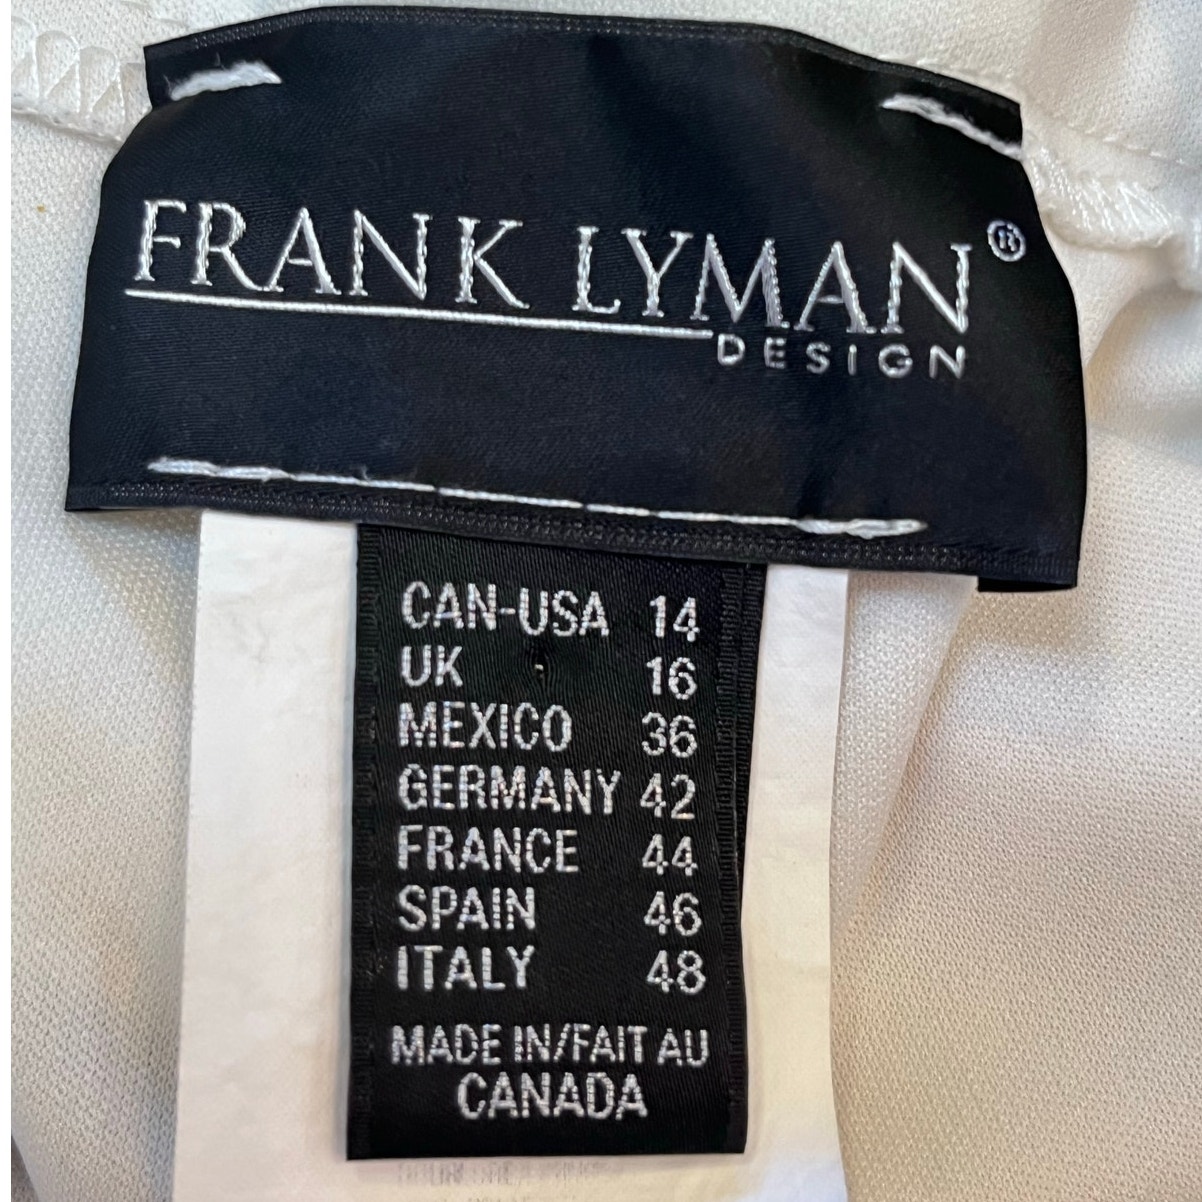 FRANK LYMAN®
DESIGN
CAN-USA 14
UK 16
MEXICO 36
GERMANY 42
FRANCE 44
SPAIN 46
ITALY 48
MADE IN/FAIT AU
CANADA